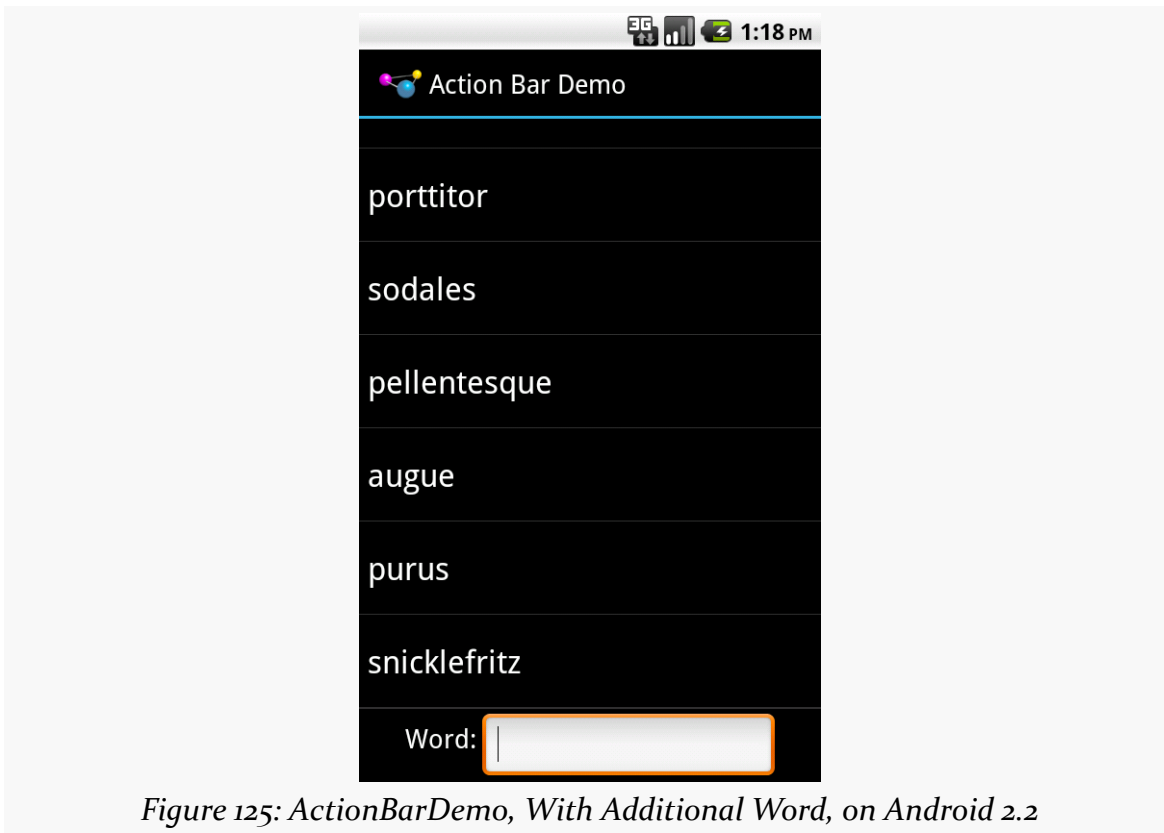 3G 1:18 PM
Action Bar Demo
porttitor
sodales
pellentesque
augue
purus
snicklefritz
Word:
Figure 125: ActionBarDemo, With Additional Word, on Android 2.2